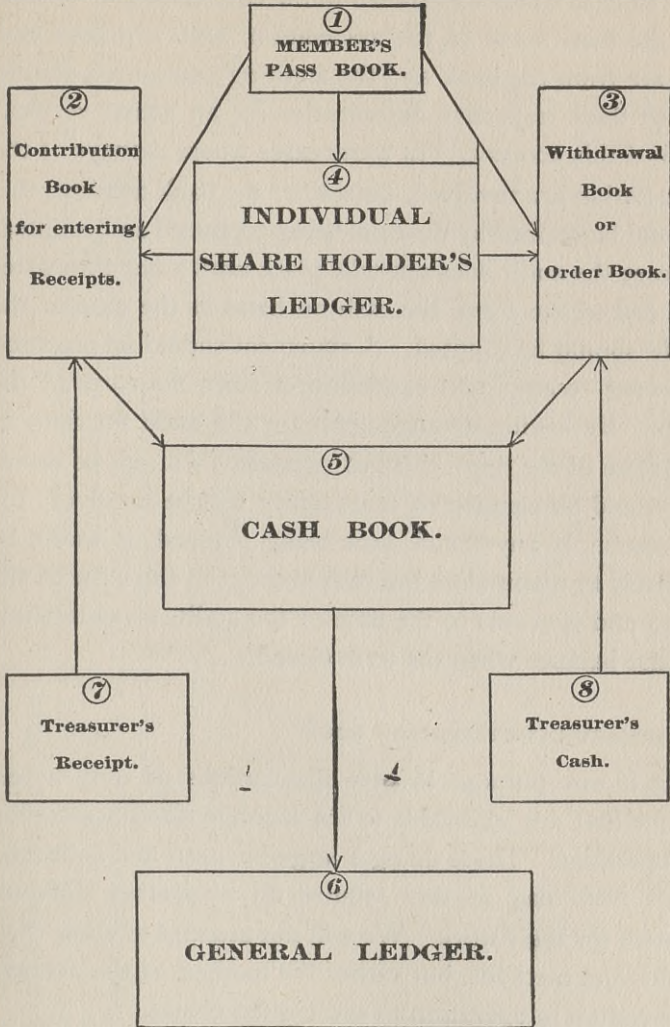 1
MEMBER'S
PASS BOOK.
2
Contribution
Book
for entering
Receipts.
3
Withdrawal
Book
or
Order Book.
4
INDIVIDUAL
SHARE HOLDER'S
LEDGER.
5
CASH BOOK.
7
Treasurer's
Receipt.
8
Treasurer's
Cash.
6
GENERAL LEDGER.